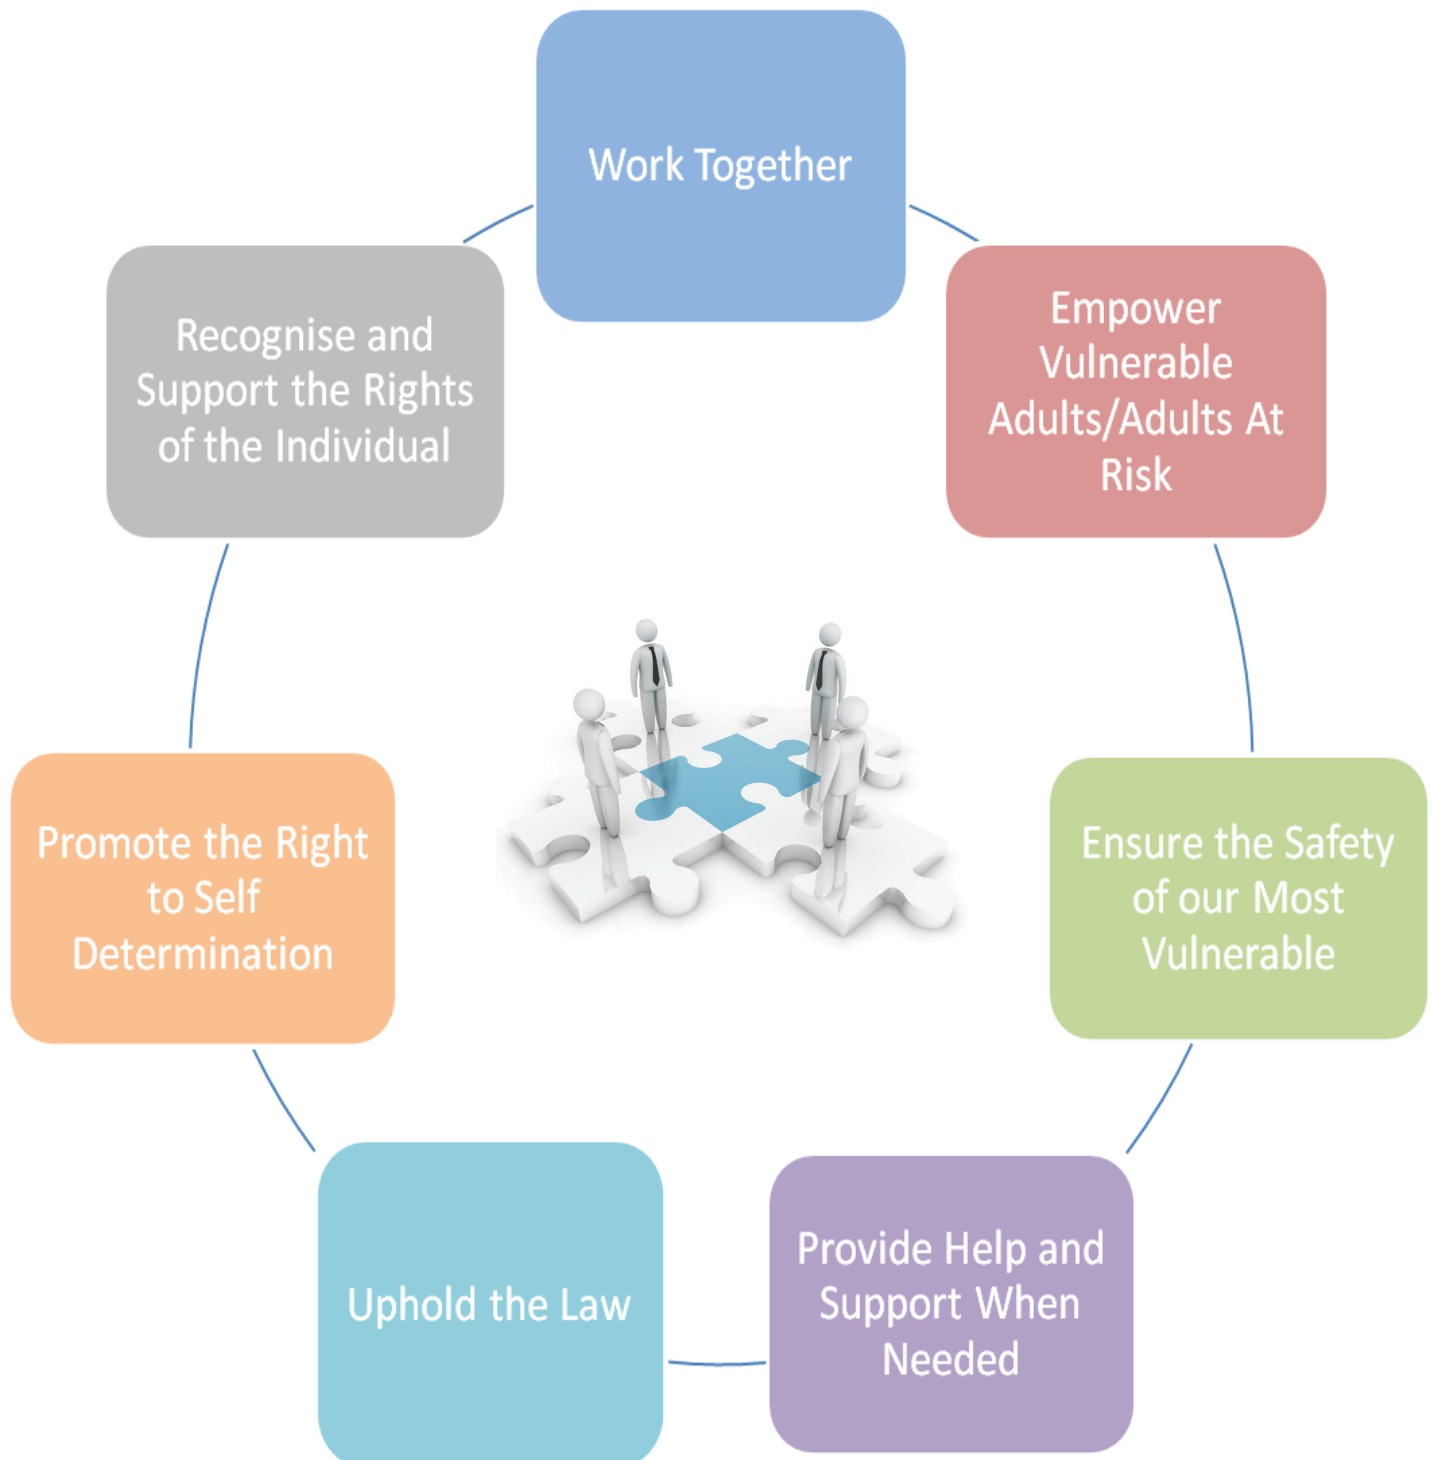 Work Together
Empower
Vulnerable
Adults/Adults At
Risk
Ensure the Safety
of our Most
Vulnerable
Provide Help and
Support When
Needed
Uphold the Law
Promote the Right
to Self
Determination
Recognise and
Support the Rights
of the Individual